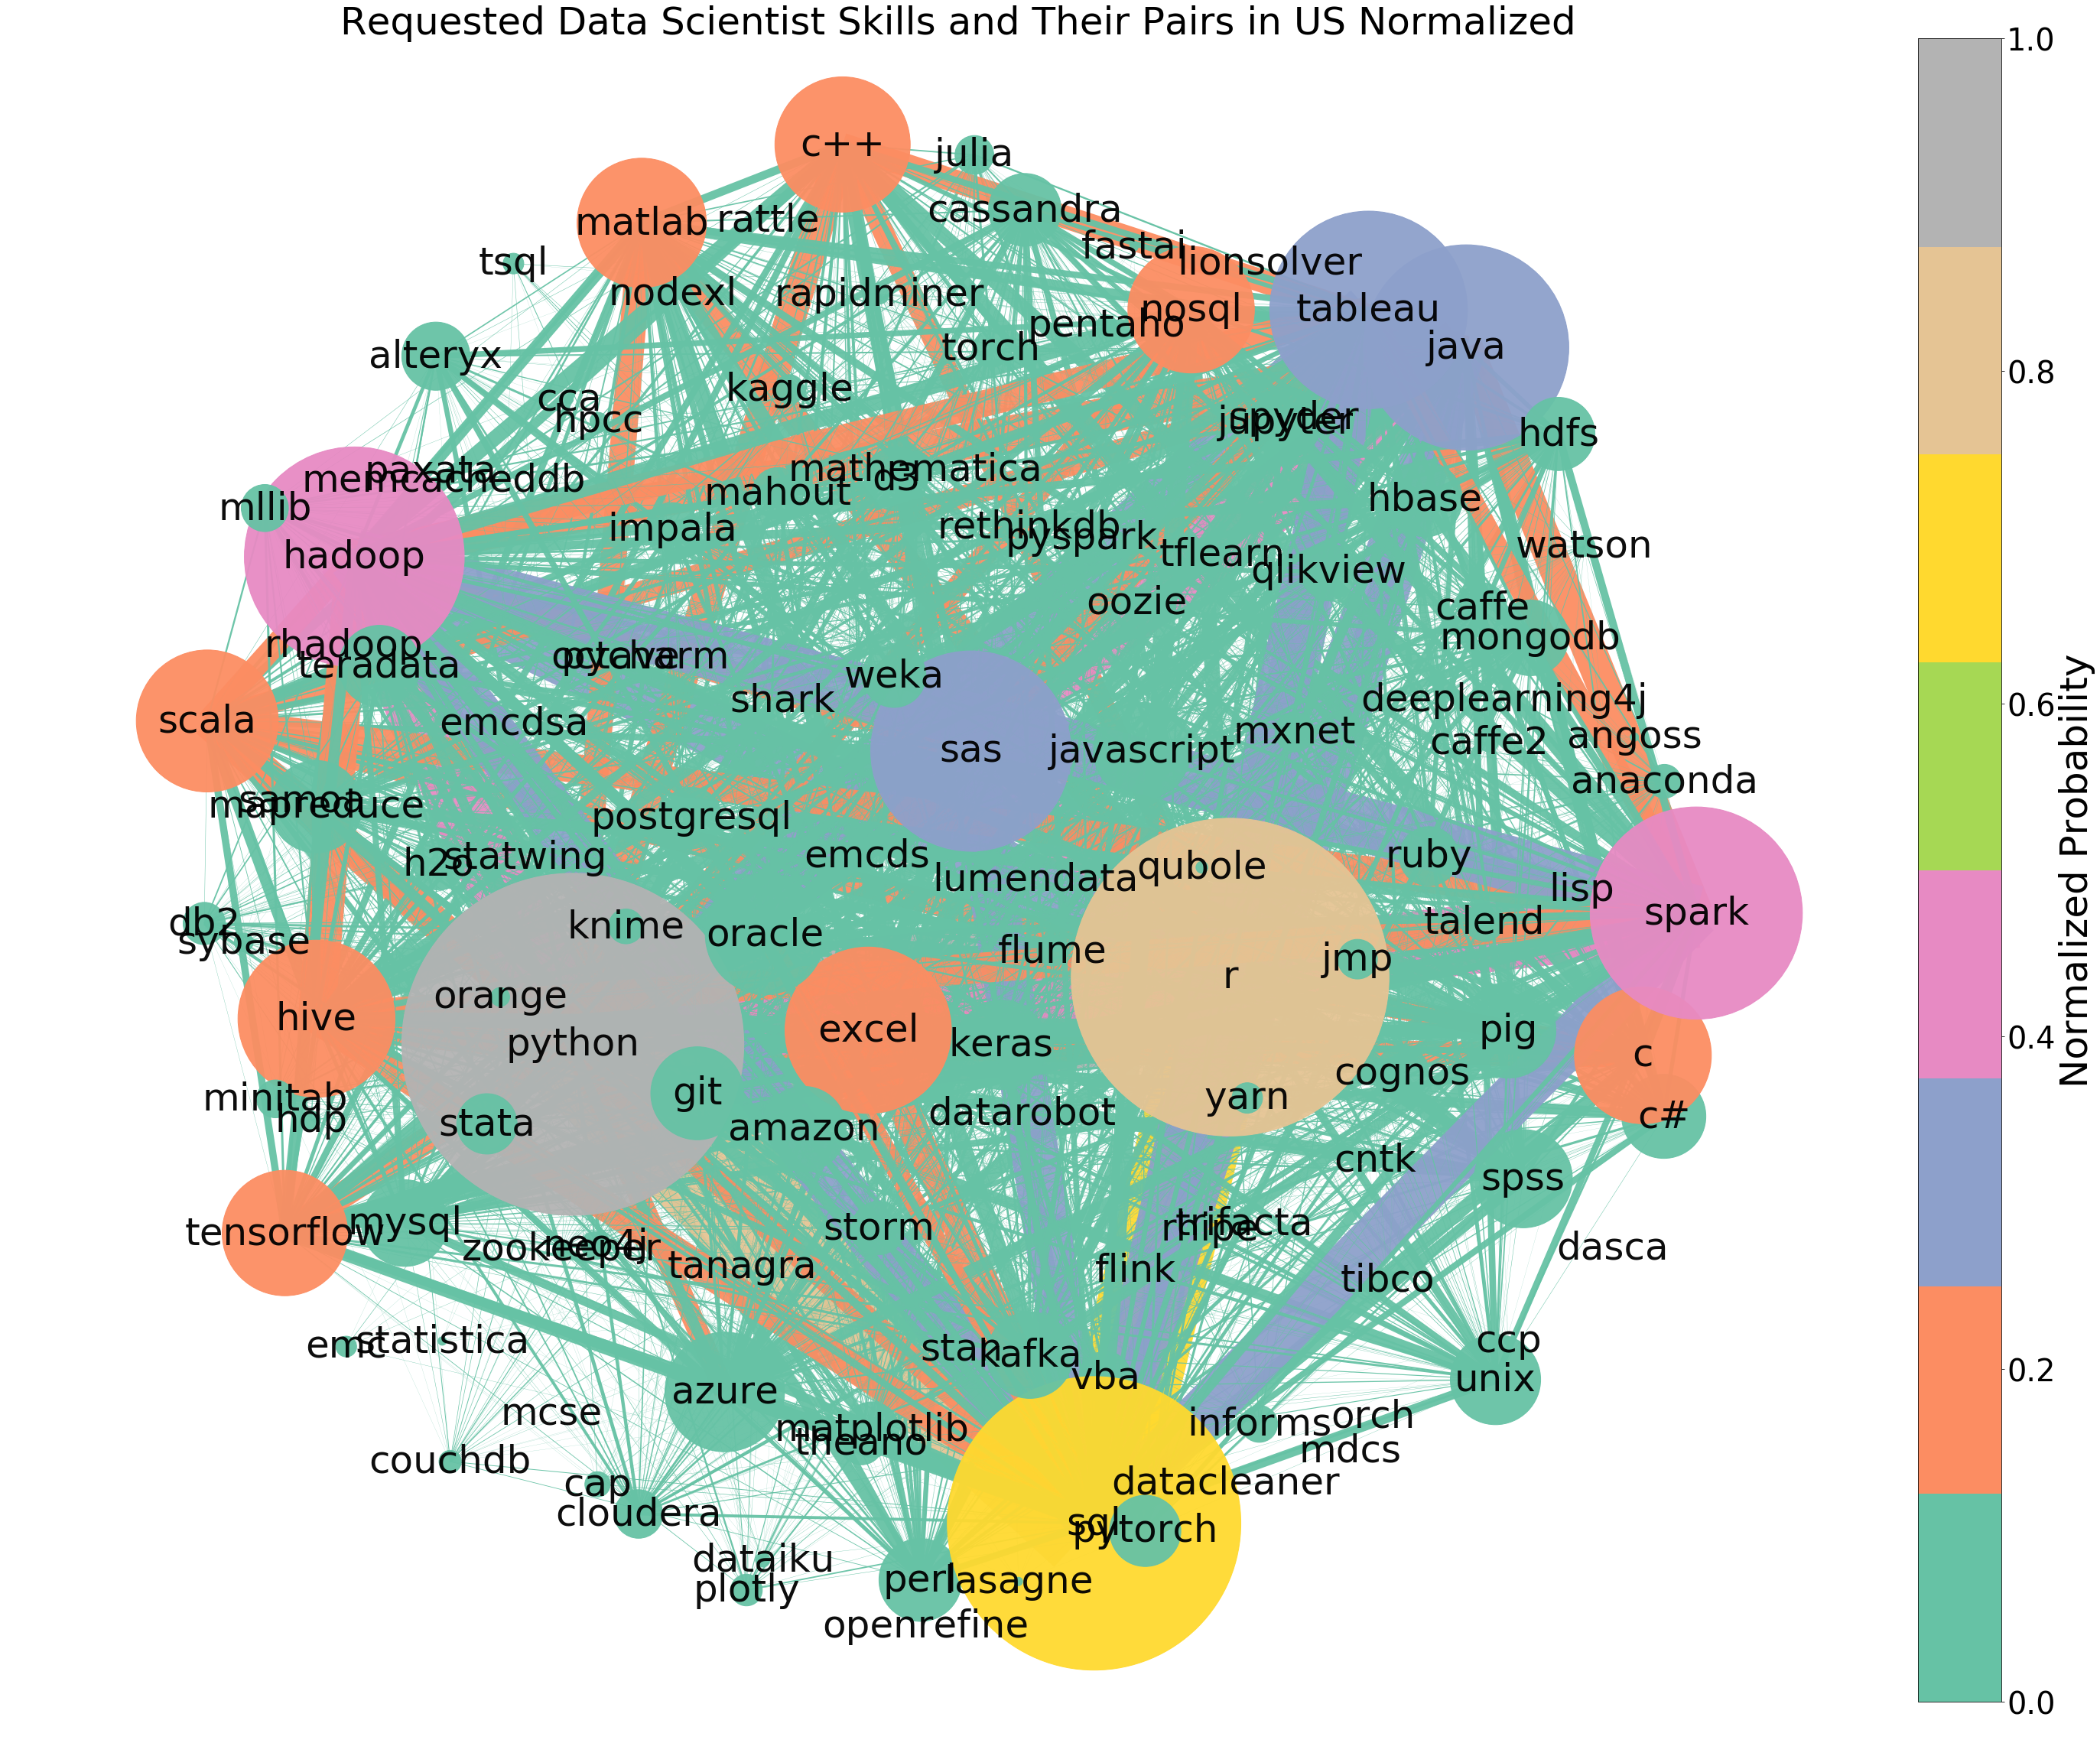 Requested Data Scientist Skills and Their Pairs in US Normalized
1.0
c++
julia
cassandra
matlab
rattle
fastai
tsql
lionsolver
nodexl
rapidminer
nosql
tableau
pentaho
java
torch
alteryx
0.8
kaggle
cca
hpcc
spyder
jupyter
hdfs
paxata
memcacheddb
mathematica
d3
mahout
hbase
mllib
impala
rethinkdb
pyspark
watson
hadoop
tflearn
qlikview
oozie
caffe
mongodb
rhadoop
teradata
octave
pycharm
weka
shark
deeplearning4j
0.6
scala
emcdsa
mxnet
angoss
caffe2
sas
javascript
anaconda
Normalized Probability
samoa
mapreduce
postgresql
h2o
statwing
emcds
qubole
ruby
lumendata
lisp
spark
db2
sybase
knime
oracle
talend
flume
jmp
r
orange
hive
python
excel
keras
pig
0.4
c
cognos
minitab
hdp
git
yarn
stata
amazon
datarobot
c#
cntk
spss
tensorflow
mysql
storm
rhipe
trifacta
zookeeper
neo4j
tanagra
dasca
flink
tibco
emc
statistica
stan
kafka
ccp
0.2
vba
unix
azure
mcse
matplotlib
theano
informs
orch
mdcs
couchdb
cap
datacleaner
cloudera
sql
pytorch
dataiku
plotly
perl
lasagne
openrefine
0.0